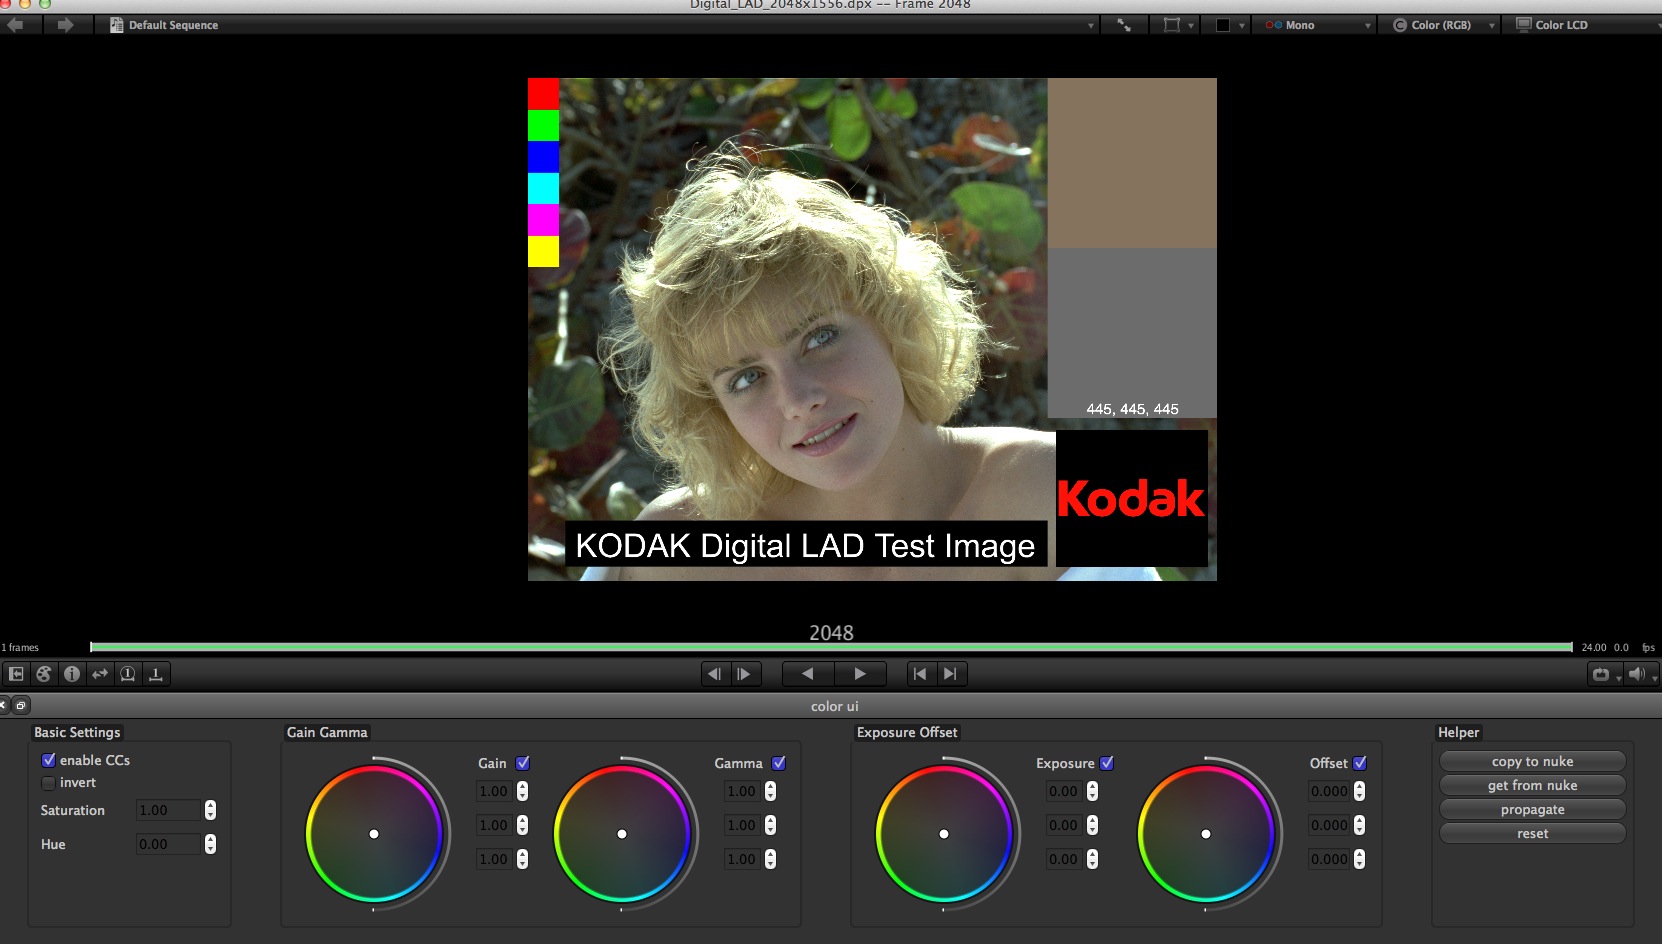 Digital_LAD_2048x1556.dpx -- Frame 2048
Default Sequence
Mono
Color (RGB)
Color LCD
445, 445, 445
Kodak
KODAK Digital LAD Test Image
2048
1 frames
24.00 0.0 fps
color ui
Basic Settings
enable CCs
invert
Saturation 1.00
Hue 0.00
Gain Gamma
Gain
1.00
1.00
1.00
Gamma
1.00
1.00
1.00
Exposure Offset
Exposure
0.00
0.00
0.00
Offset
0.000
0.000
0.000
Helper
copy to nuke
get from nuke
propagate
reset